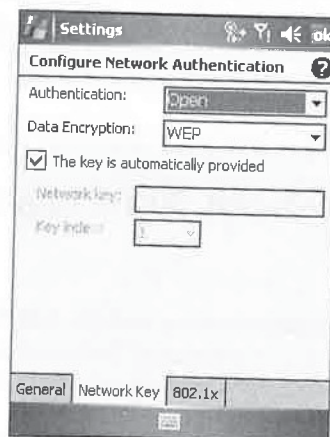 Settings
ok
Configure Network Authentication
?
Authentication:
Open
Data Encryption:
WEP
The key is automatically provided
Network key:
Key index:
1
General
Network Key
802.1x